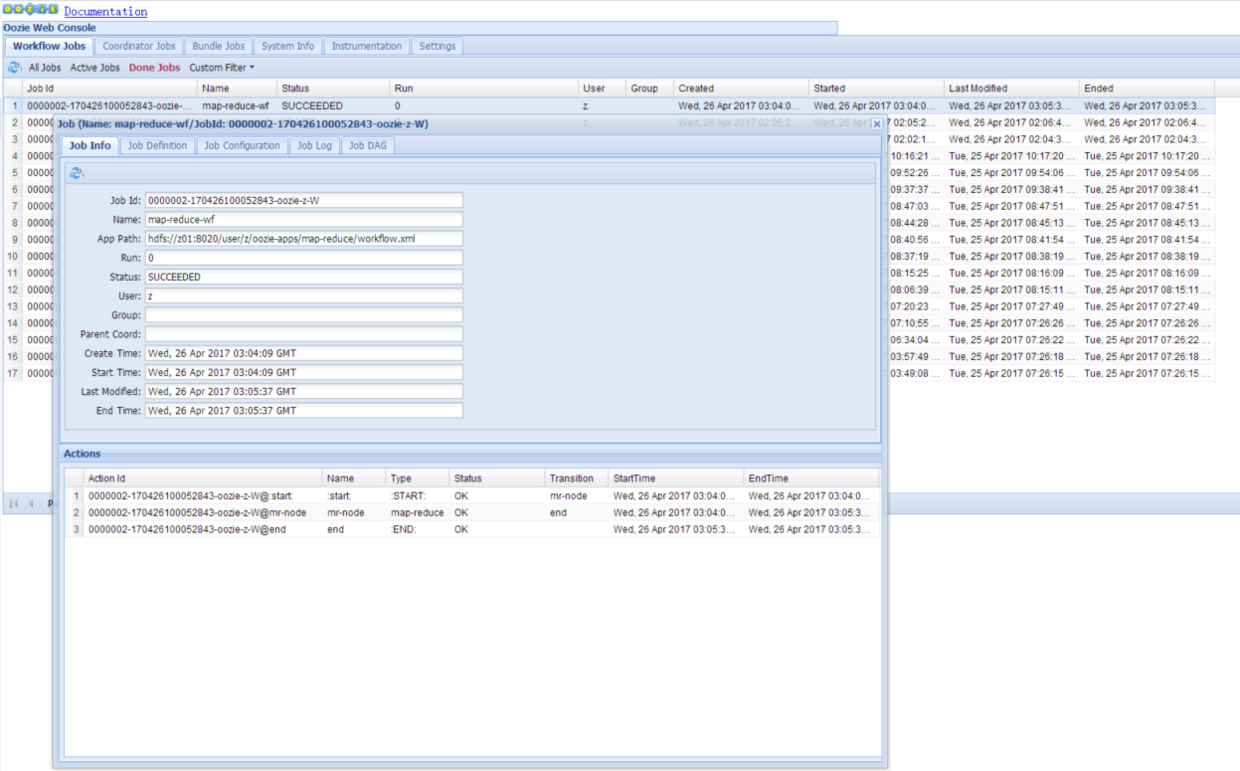 OOZIE Documentation
Oozie Web Console
Workflow Jobs Coordinator Jobs Bundle Jobs System Info Instrumentation Settings
All Jobs Active Jobs Done Jobs Custom Filter
Job Id Name Status Run User Group Created Started Last Modified Ended
1 0000002-170426100052843-oozie-... map-reduce-wf SUCCEEDED 0 z Wed, 26 Apr 2017 03:04:0... Wed, 26 Apr 2017 03:04:0... Wed, 26 Apr 2017 03:05:3... Wed, 26 Apr 2017 03:05:3...
2 0000 z Wed, 26 Apr 2017 02:05:2... Wed, 26 Apr 2017 02:05:2... Wed, 26 Apr 2017 02:06:4... Wed, 26 Apr 2017 02:06:4...
3 0000 7 02:02:1... Wed, 26 Apr 2017 02:04:3... Wed, 26 Apr 2017 02:04:3...
4 0000 10:16:21 ... Tue, 25 Apr 2017 10:17:20 ... Tue, 25 Apr 2017 10:17:20 ...
5 0000 09:52:26 ... Tue, 25 Apr 2017 09:54:06 ... Tue, 25 Apr 2017 09:54:06 ...
6 0000 09:37:37 ... Tue, 25 Apr 2017 09:38:41 ... Tue, 25 Apr 2017 09:38:41 ...
7 0000 08:47:03 ... Tue, 25 Apr 2017 08:47:51 ... Tue, 25 Apr 2017 08:47:51 ...
8 0000 08:44:28 ... Tue, 25 Apr 2017 08:45:13 ... Tue, 25 Apr 2017 08:45:13 ...
9 0000 08:40:56 ... Tue, 25 Apr 2017 08:41:54 ... Tue, 25 Apr 2017 08:41:54 ...
10 0000 08:37:19 ... Tue, 25 Apr 2017 08:38:19 ... Tue, 25 Apr 2017 08:38:19 ...
11 0000 08:15:25 ... Tue, 25 Apr 2017 08:16:09 ... Tue, 25 Apr 2017 08:16:09 ...
12 0000 08:06:39 ... Tue, 25 Apr 2017 08:15:11 ... Tue, 25 Apr 2017 08:15:11 ...
13 0000 07:20:23 ... Tue, 25 Apr 2017 07:27:49 ... Tue, 25 Apr 2017 07:27:49 ...
14 0000 07:10:55 ... Tue, 25 Apr 2017 07:26:26 ... Tue, 25 Apr 2017 07:26:26 ...
15 0000 06:34:04 ... Tue, 25 Apr 2017 07:26:22 ... Tue, 25 Apr 2017 07:26:22 ...
16 0000 03:57:49 ... Tue, 25 Apr 2017 07:26:18 ... Tue, 25 Apr 2017 07:26:18 ...
17 0000 03:49:08 ... Tue, 25 Apr 2017 07:26:15 ... Tue, 25 Apr 2017 07:26:15 ...
Job (Name: map-reduce-wf/JobId: 0000002-170426100052843-oozie-z-W)
Job Info Job Definition Job Configuration Job Log Job DAG
Job Id: 0000002-170426100052843-oozie-z-W
Name: map-reduce-wf
App Path: hdfs://z01:8020/user/z/oozie-apps/map-reduce/workflow.xml
Run: 0
Status: SUCCEEDED
User: z
Group:
Parent Coord:
Create Time: Wed, 26 Apr 2017 03:04:09 GMT
Start Time: Wed, 26 Apr 2017 03:04:09 GMT
Last Modified: Wed, 26 Apr 2017 03:05:37 GMT
End Time: Wed, 26 Apr 2017 03:05:37 GMT
Actions
Action Id Name Type Status Transition StartTime EndTime
1 0000002-170426100052843-oozie-z-W@:start: :start: :START: OK mr-node Wed, 26 Apr 2017 03:04:0... Wed, 26 Apr 2017 03:04:0...
2 0000002-170426100052843-oozie-z-W@mr-node mr-node map-reduce OK end Wed, 26 Apr 2017 03:04:0... Wed, 26 Apr 2017 03:05:3...
3 0000002-170426100052843-oozie-z-W@end end :END: OK Wed, 26 Apr 2017 03:05:3... Wed, 26 Apr 2017 03:05:3...
P